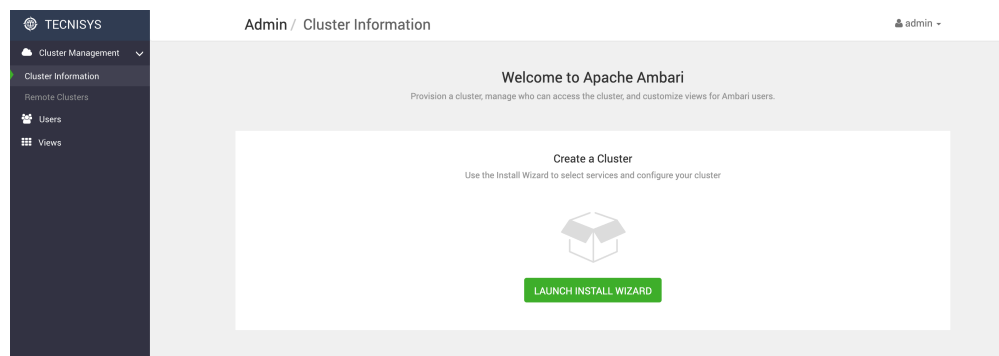 TECNISYS
Admin / Cluster Information
admin
Cluster Management
Cluster Information
Remote Clusters
Users
Views
Welcome to Apache Ambari
Provision a cluster, manage who can access the cluster, and customize views for Ambari users.
Create a Cluster
Use the Install Wizard to select services and configure your cluster
LAUNCH INSTALL WIZARD